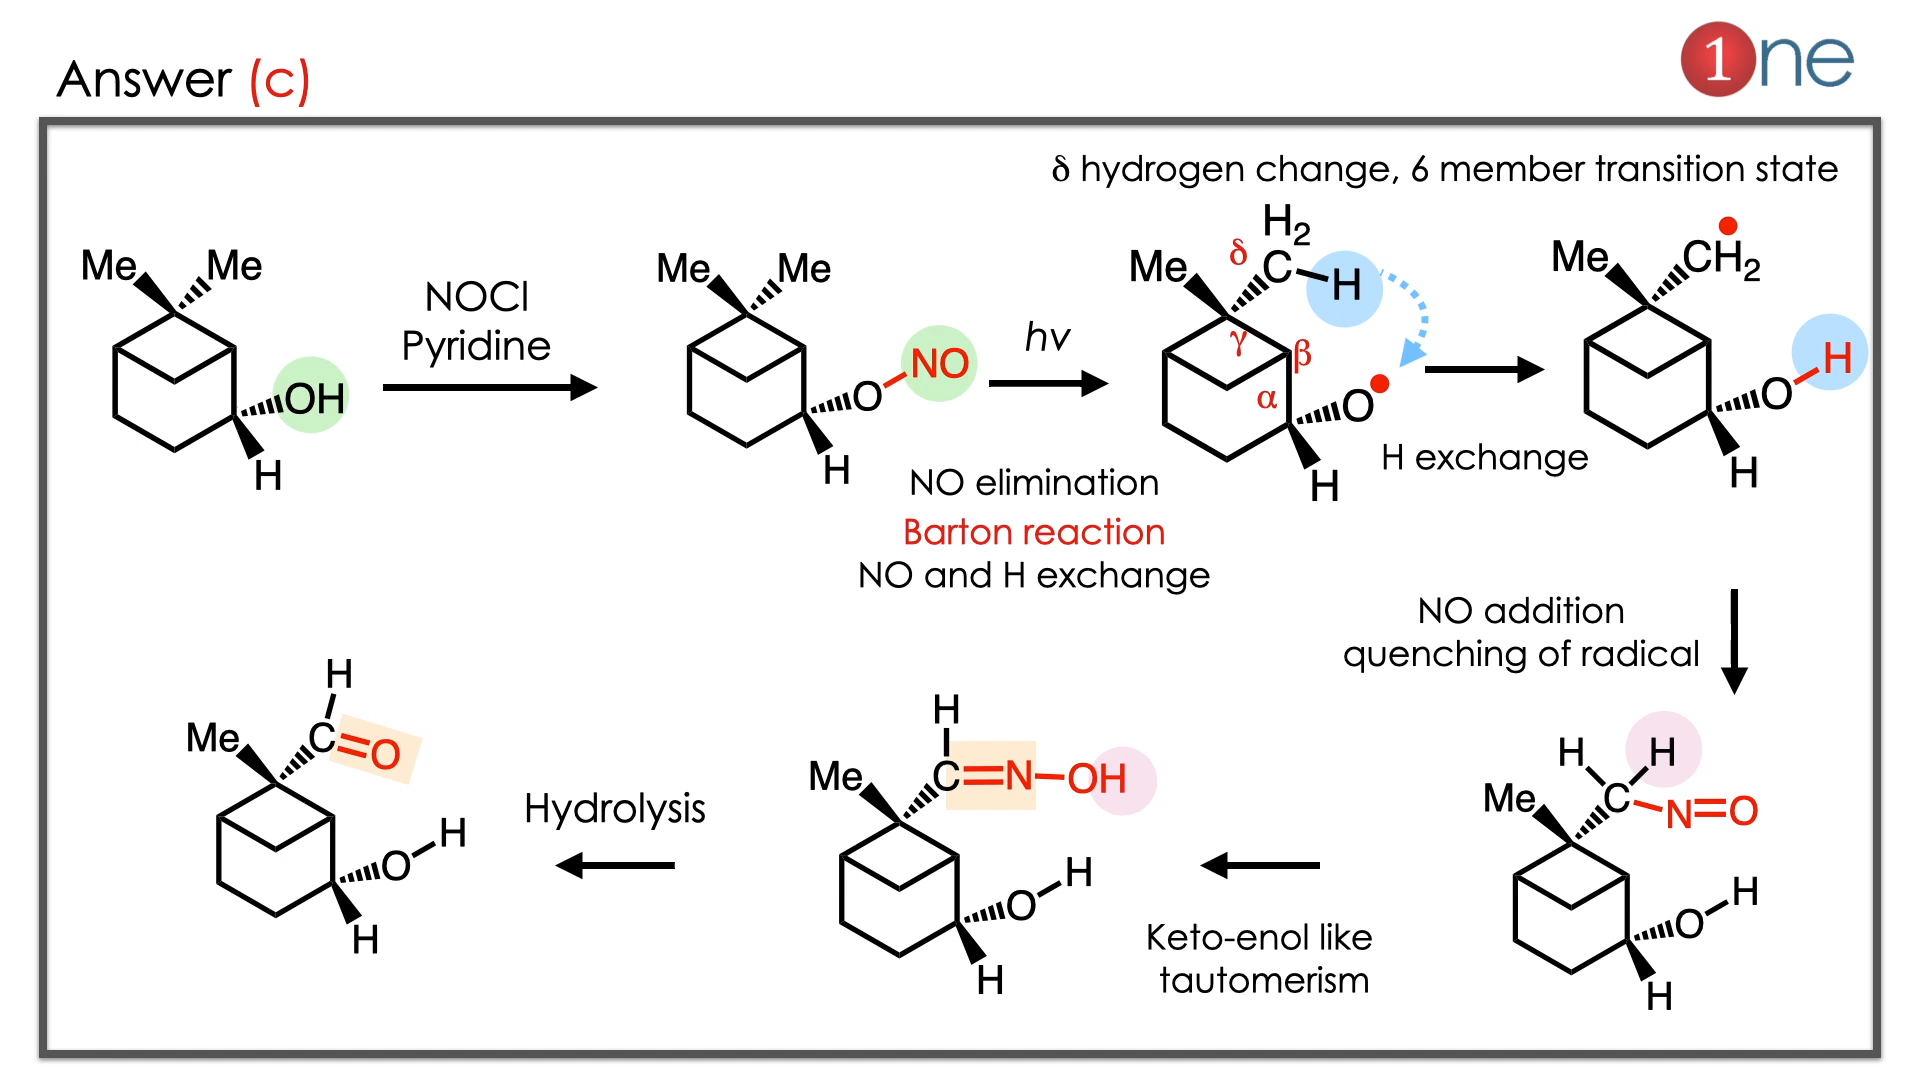 Answer (c)
1ne
δ hydrogen change, 6 member transition state
Me Me
OH
H
NOCl
Pyridine
Me Me
NO
O
H
hv
NO elimination
Barton reaction
NO and H exchange
H2
Me δ C H
γ β
α
O
H
H exchange
Me CH2
H
O
H
NO addition
quenching of radical
H H
Me C N=O
H
O
H
Keto-enol like
tautomerism
H
Me C=N-OH
H
O
H
Hydrolysis
H
Me C=O
H
O
H